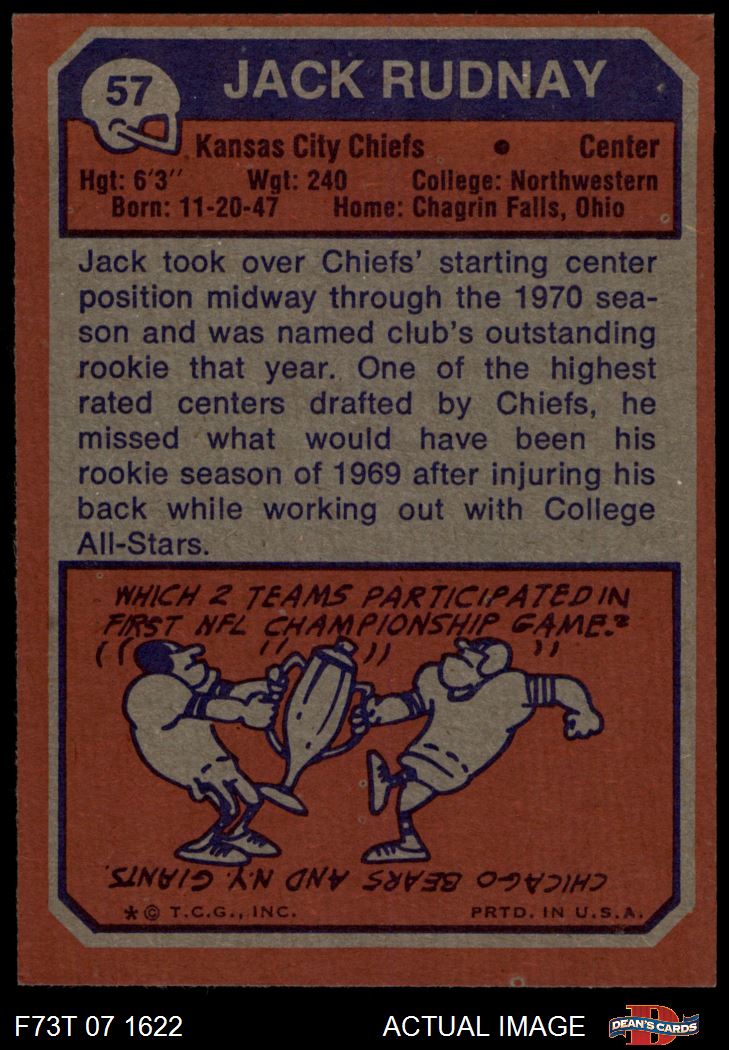 57
JACK RUDNAY
Kansas City Chiefs • Center
Hgt: 6'3" Wgt: 240 College: Northwestern
Born: 11-20-47 Home: Chagrin Falls, Ohio
Jack took over Chiefs' starting center
position midway through the 1970 sea-
son and was named club's outstanding
rookie that year. One of the highest
rated centers drafted by Chiefs, he
missed what would have been his
rookie season of 1969 after injuring his
back while working out with College
All-Stars.
WHICH 2 TEAMS PARTICIPATED IN
FIRST NFL CHAMPIONSHIP GAME?
CHICAGO BEARS AND N.Y. GIANTS.
*© T.C.G., INC. PRTD. IN U.S.A.
F73T 07 1622 ACTUAL IMAGE DEAN'S CARDS